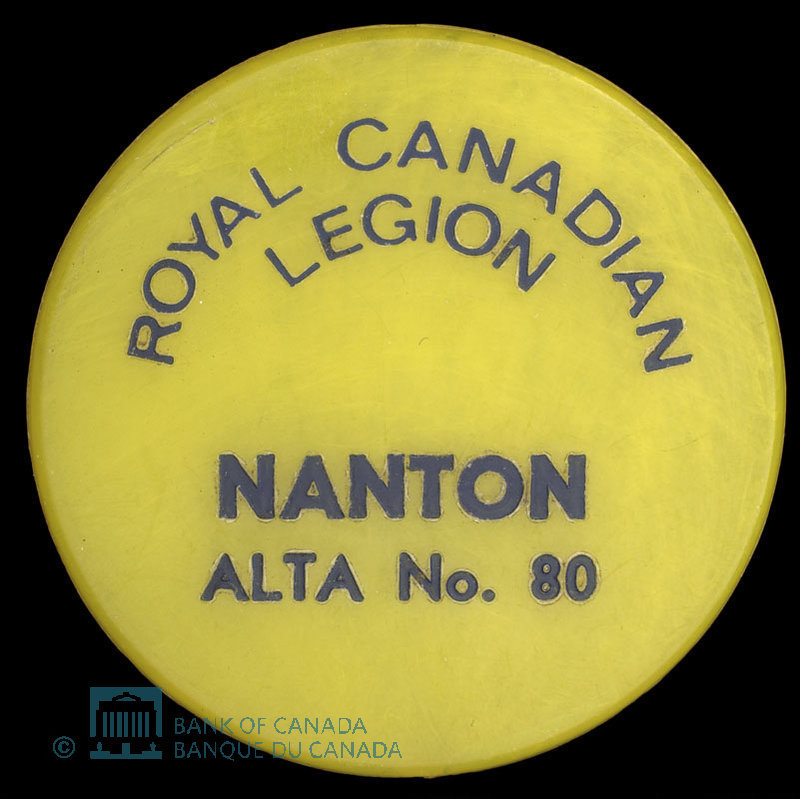 ROYAL CANADIAN
LEGION
NANTON
ALTA No. 80
© BANK OF CANADA
BANQUE DU CANADA